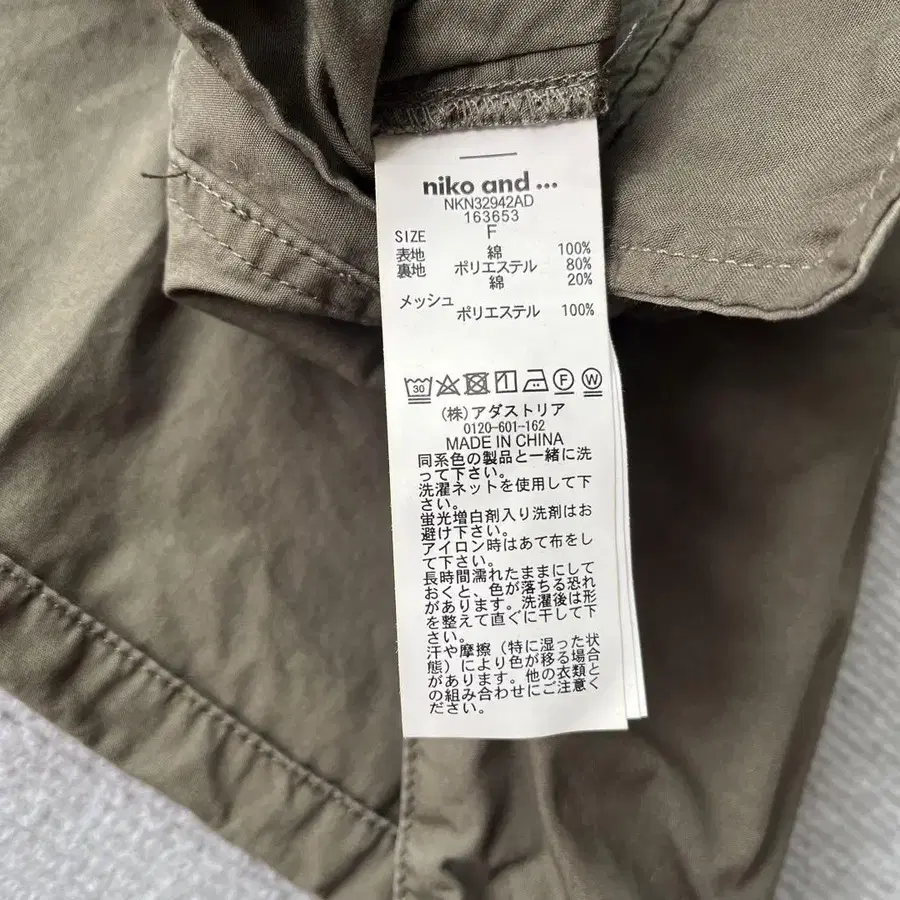 niko and ...
NKN32942AD
163653
SIZE F
表地 綿 100%
裏地 ポリエステル 80%
綿 20%
メッシュ
ポリエステル 100%
30
F W
(株)アダストリア
0120-601-162
MADE IN CHINA
同系色の製品と一緒に洗
って下さい。
洗濯ネットを使用して下
さい。
蛍光増白剤入り洗剤はお
避け下さい。
アイロン時はあて布をし
て下さい。
長時間濡れたままにして
おくと、色が落ちる恐れ
があります。洗濯後は形
を整えて直ぐに干して下
さい。
汗や摩擦(特に湿った状
態)により色が移る場合
があります。他の衣類と
の組み合わせにご注意く
ださい。